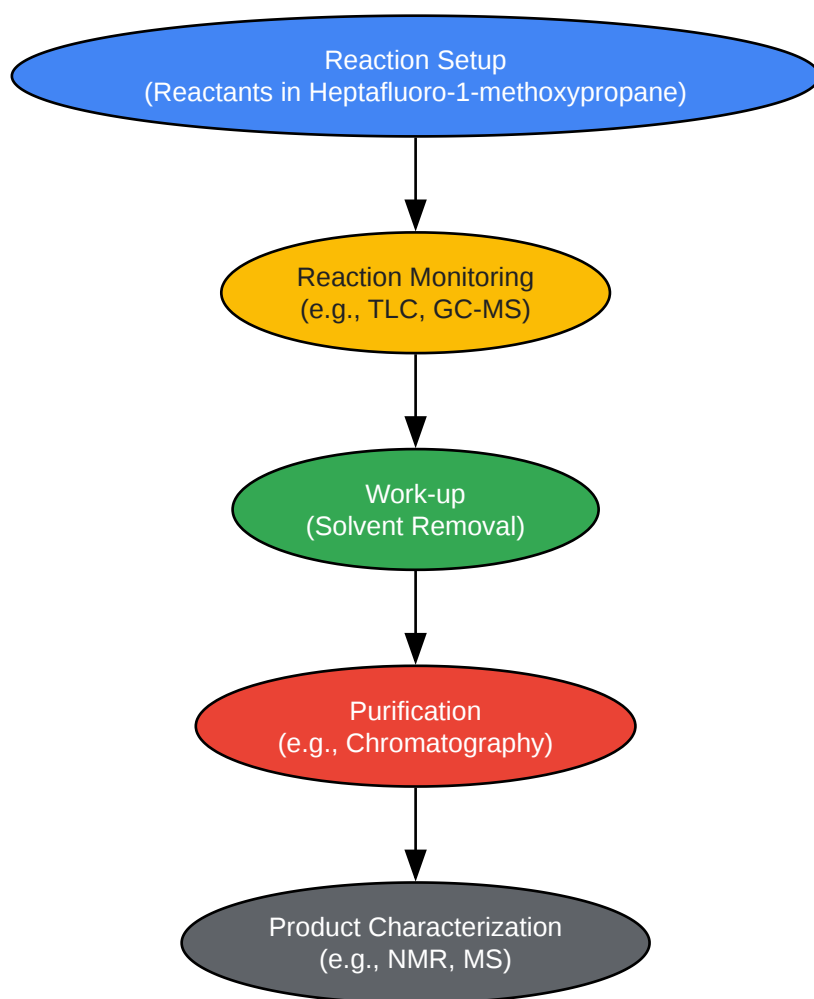 Reaction Setup
(Reactants in Heptafluoro-1-methoxypropane)
Reaction Monitoring
(e.g., TLC, GC-MS)
Work-up
(Solvent Removal)
Purification
(e.g., Chromatography)
Product Characterization
(e.g., NMR, MS)